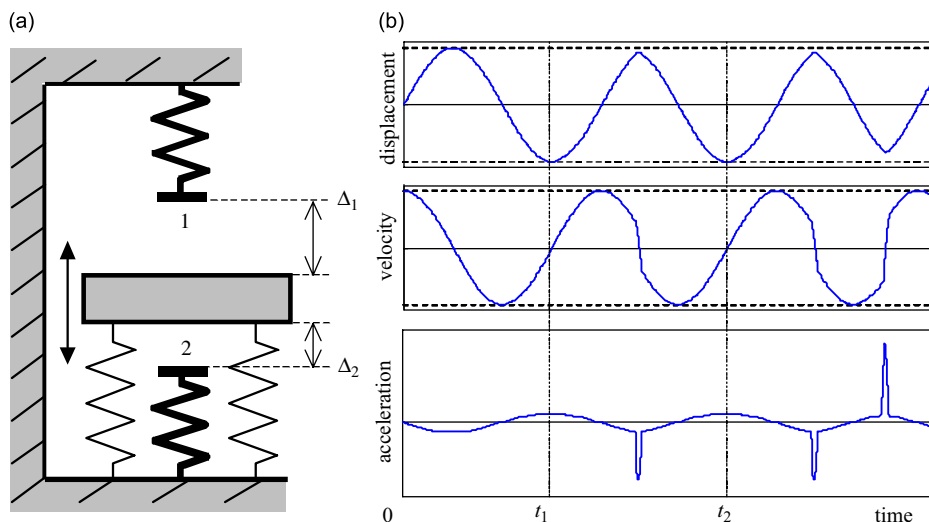 (a)
1
Δ1
2
Δ2
(b)
displacement
velocity
acceleration
0
t1
t2
time